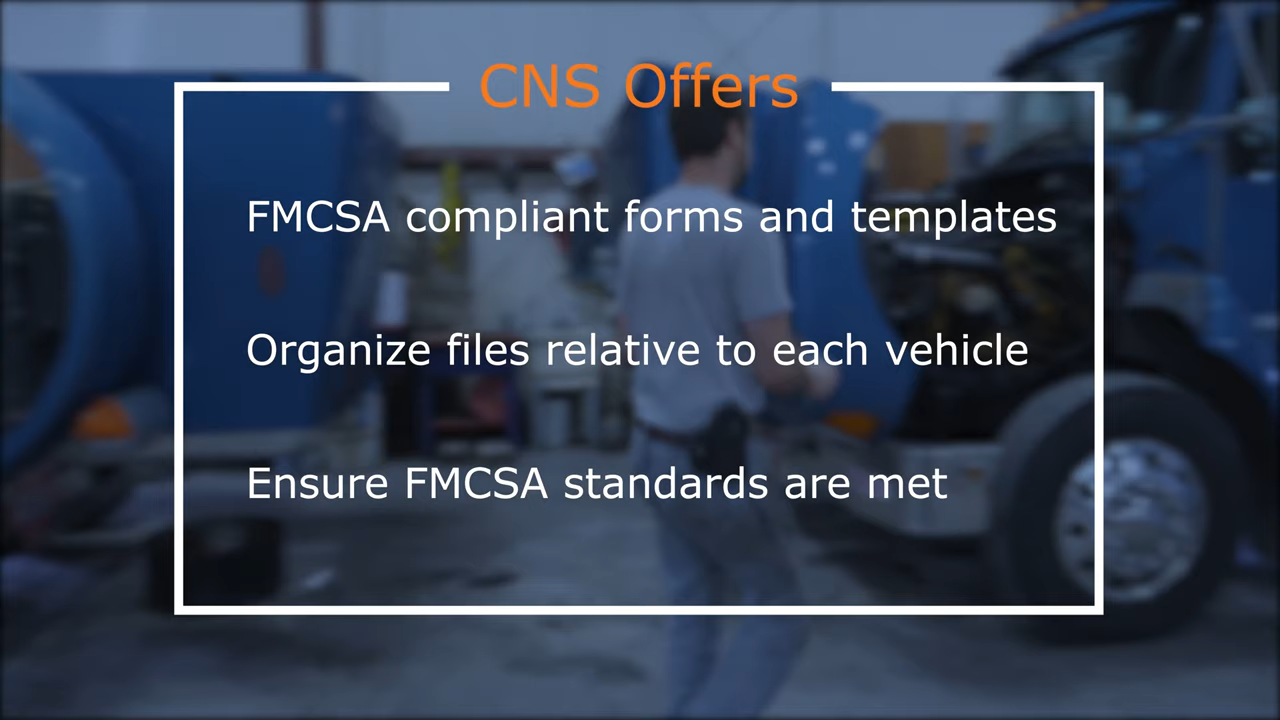 CNS Offers
FMCSA compliant forms and templates
Organize files relative to each vehicle
Ensure FMCSA standards are met